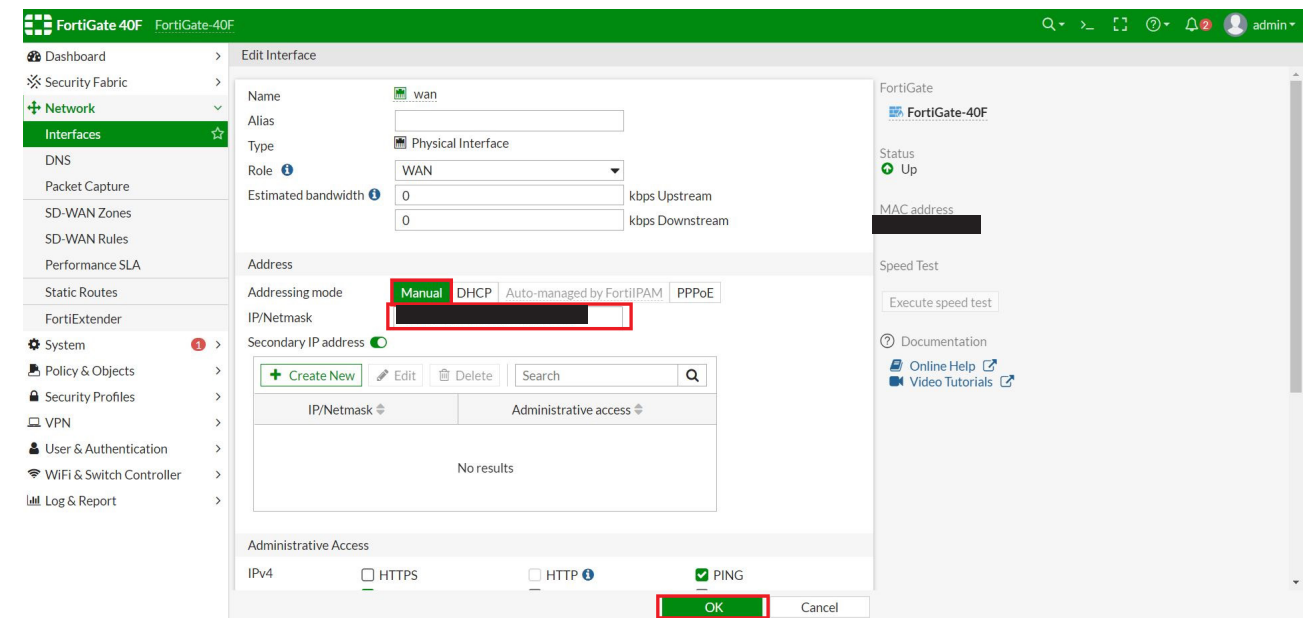 FortiGate 40F FortiGate-40F
admin
2
Dashboard
Security Fabric
Network
Interfaces
DNS
Packet Capture
SD-WAN Zones
SD-WAN Rules
Performance SLA
Static Routes
FortiExtender
System 1
Policy & Objects
Security Profiles
VPN
User & Authentication
WiFi & Switch Controller
Log & Report
Edit Interface
Name wan
Alias
Type Physical Interface
Role WAN
Estimated bandwidth 0 kbps Upstream
0 kbps Downstream
Address
Addressing mode Manual DHCP Auto-managed by FortiIPAM PPPoE
IP/Netmask
Secondary IP address
Create New Edit Delete Search
IP/Netmask Administrative access
No results
Administrative Access
IPv4 HTTPS HTTP PING
OK Cancel
FortiGate
FortiGate-40F
Status
Up
MAC address
Speed Test
Execute speed test
Documentation
Online Help
Video Tutorials